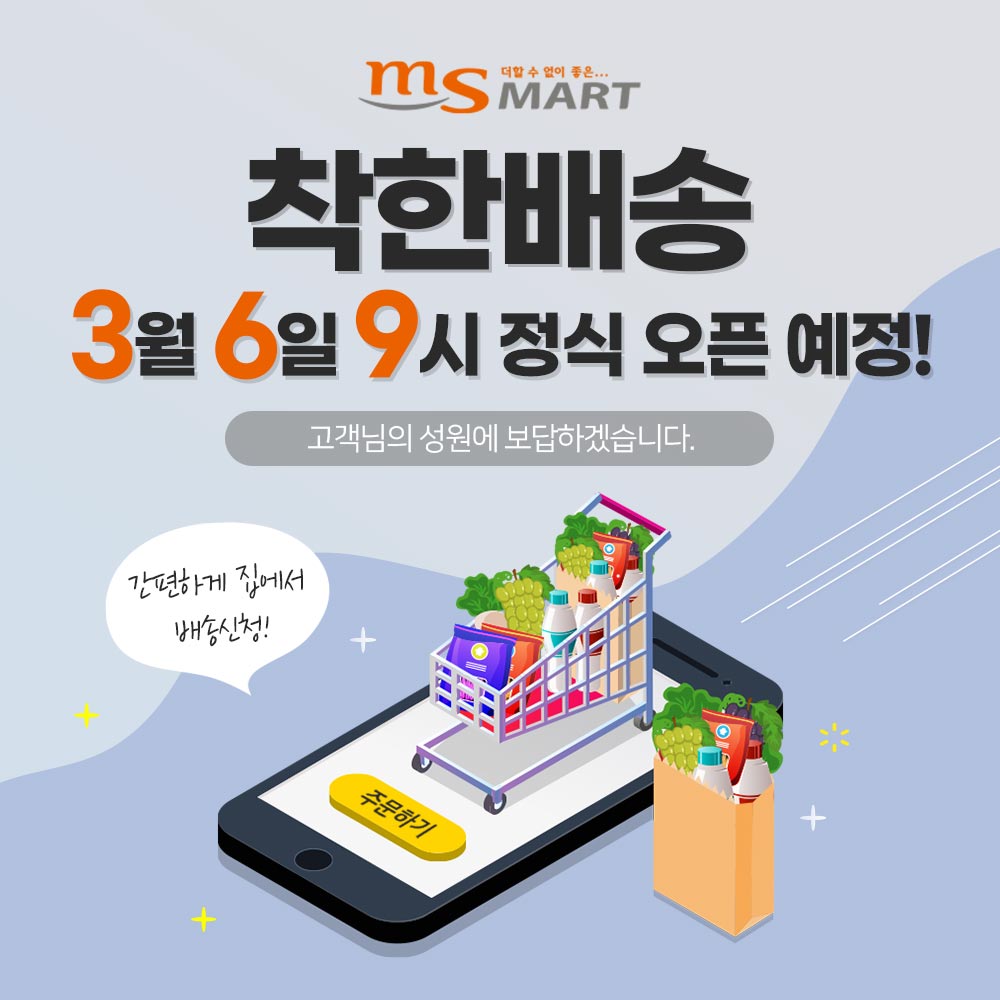 더할 수 없이 좋은...
ms MART
착한배송
3월 6일 9시 정식 오픈 예정!
고객님의 성원에 보답하겠습니다.
간편하게 집에서
배송신청!
주문하기